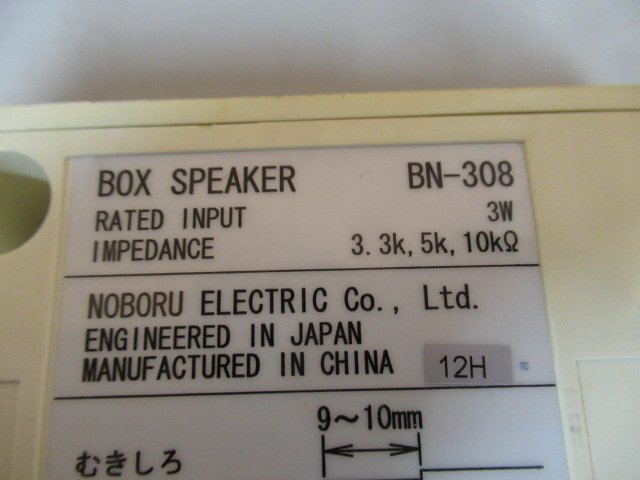 BOX SPEAKER BN-308
RATED INPUT 3W
IMPEDANCE 3.3k, 5k, 10kΩ
NOBORU ELECTRIC Co., Ltd.
ENGINEERED IN JAPAN
MANUFACTURED IN CHINA 12H
9～10mm
むきしろ